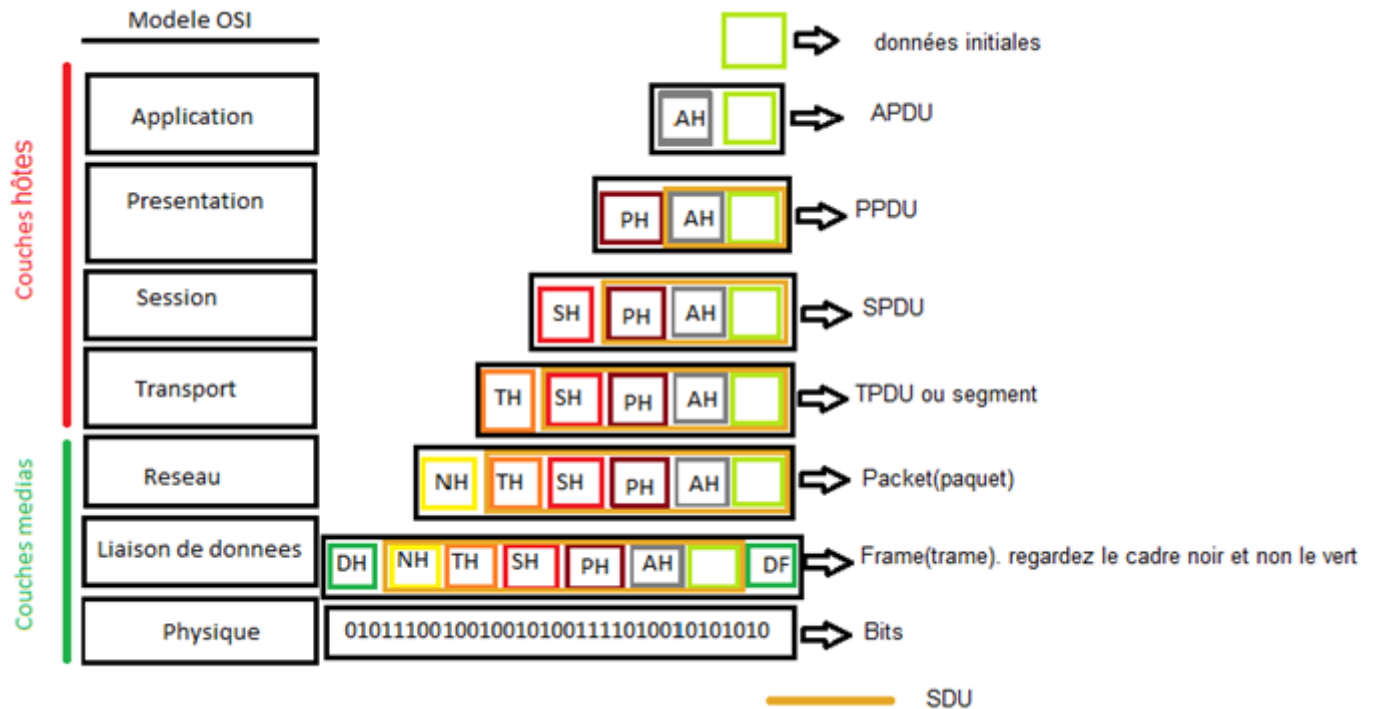 Modele OSI
données initiales
Couches hôtes
Application
AH
APDU
Presentation
PH AH
PPDU
Session
SH PH AH
SPDU
Transport
TH SH PH AH
TPDU ou segment
Couches medias
Reseau
NH TH SH PH AH
Packet(paquet)
Liaison de donnees
DH NH TH SH PH AH DF
Frame(trame). regardez le cadre noir et non le vert
Physique
0101110010010010100111101001010101​0
Bits
SDU